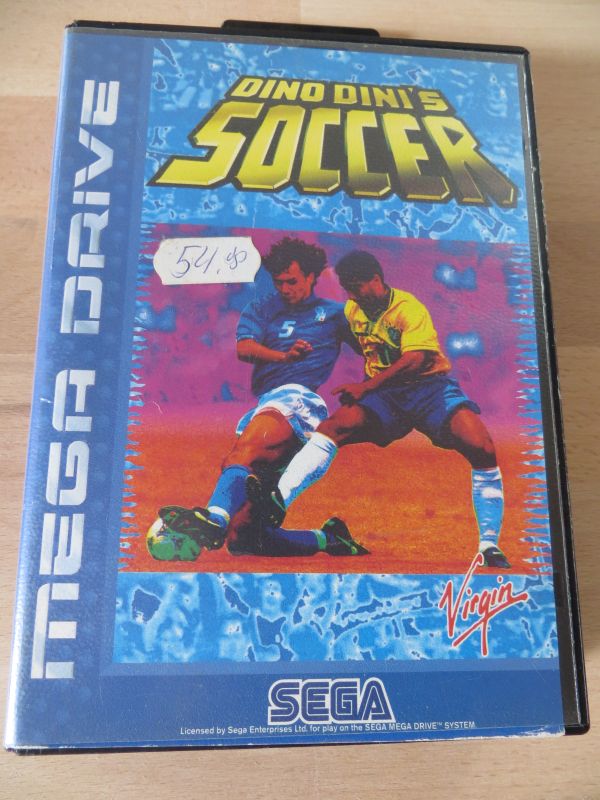 DINO DINI'S
SOCCER
MEGA DRIVE
54.
5
Virgin
SEGA
Licensed by Sega Enterprises Ltd. for play on the SEGA MEGA DRIVE™ SYSTEM.